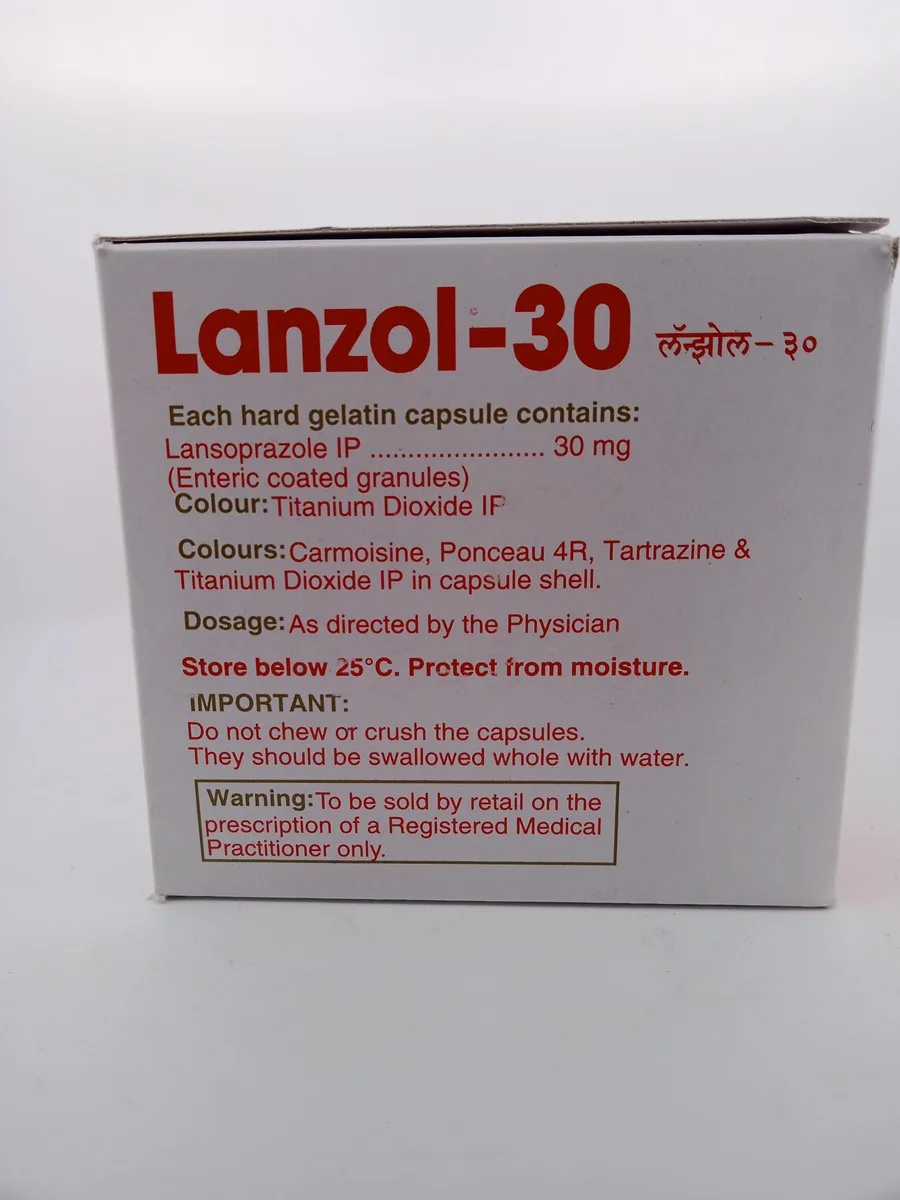 Lanzol-30 लॅन्झोल – ३०
Each hard gelatin capsule contains:
Lansoprazole IP ....................... 30 mg
(Enteric coated granules)
Colour: Titanium Dioxide IP
Colours: Carmoisine, Ponceau 4R, Tartrazine &
Titanium Dioxide IP in capsule shell.
Dosage: As directed by the Physician
Store below 25°C. Protect from moisture.
IMPORTANT:
Do not chew or crush the capsules.
They should be swallowed whole with water.
Warning: To be sold by retail on the
prescription of a Registered Medical
Practitioner only.